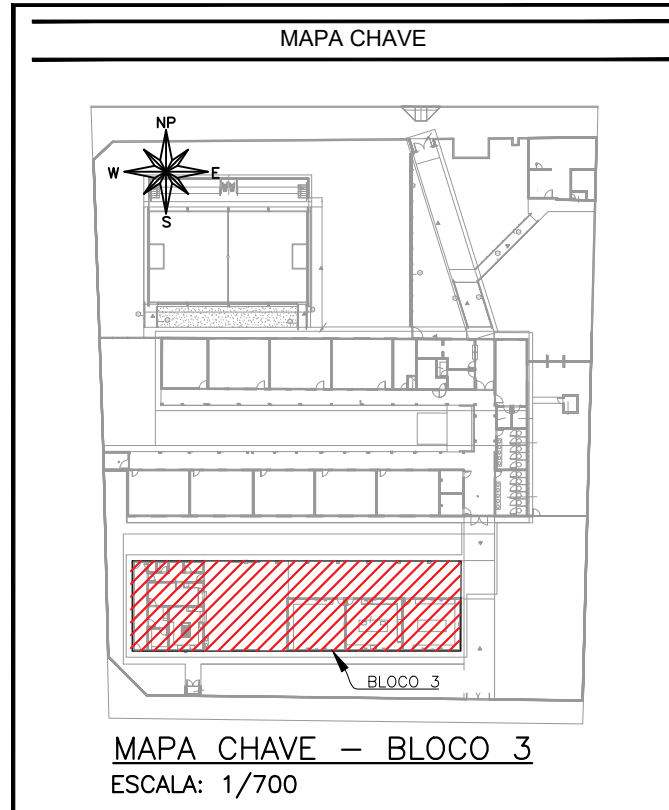 MAPA CHAVE
NP
W E
S
BLOCO 3
MAPA CHAVE - BLOCO 3
ESCALA: 1/700